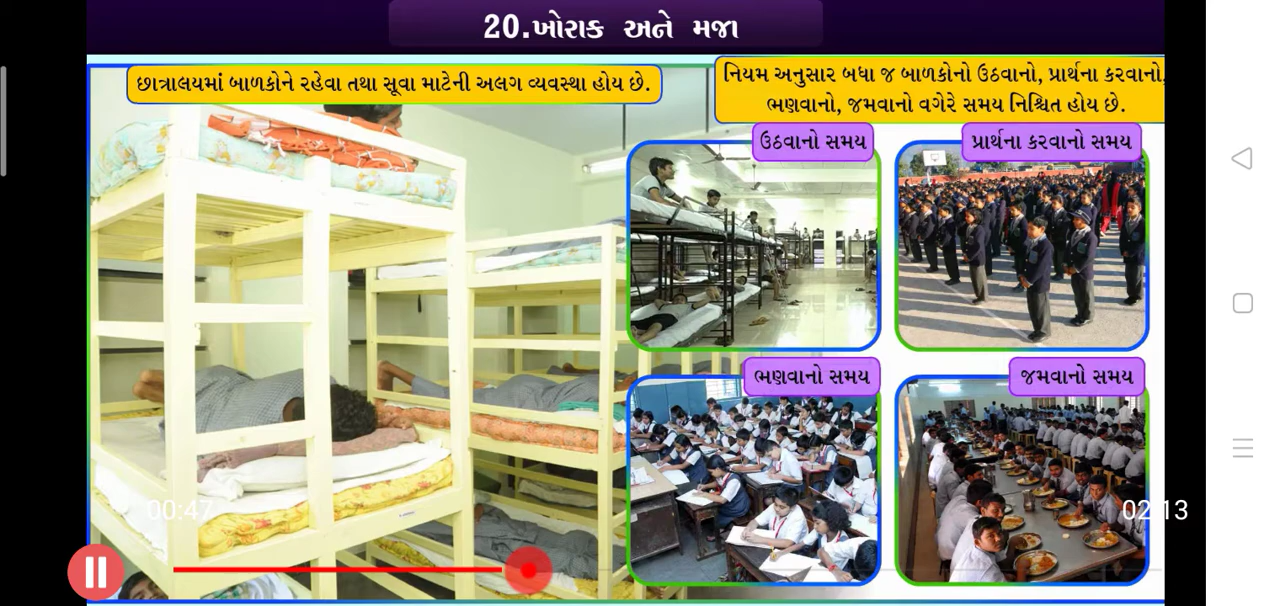 20.ખોરાક અને મજા
છાત્રાલયમાં બાળકોને રહેવા તથા સૂવા માટેની અલગ વ્યવસ્થા હોય છે.
નિયમ અનુસાર બધા જ બાળકોનો ઉઠવાનો, પ્રાર્થના કરવાનો,
ભણવાનો, જમવાનો વગેરે સમય નિશ્ચિત હોય છે.
ઉઠવાનો સમય
પ્રાર્થના કરવાનો સમય
ભણવાનો સમય
જમવાનો સમય
00:47
02:13